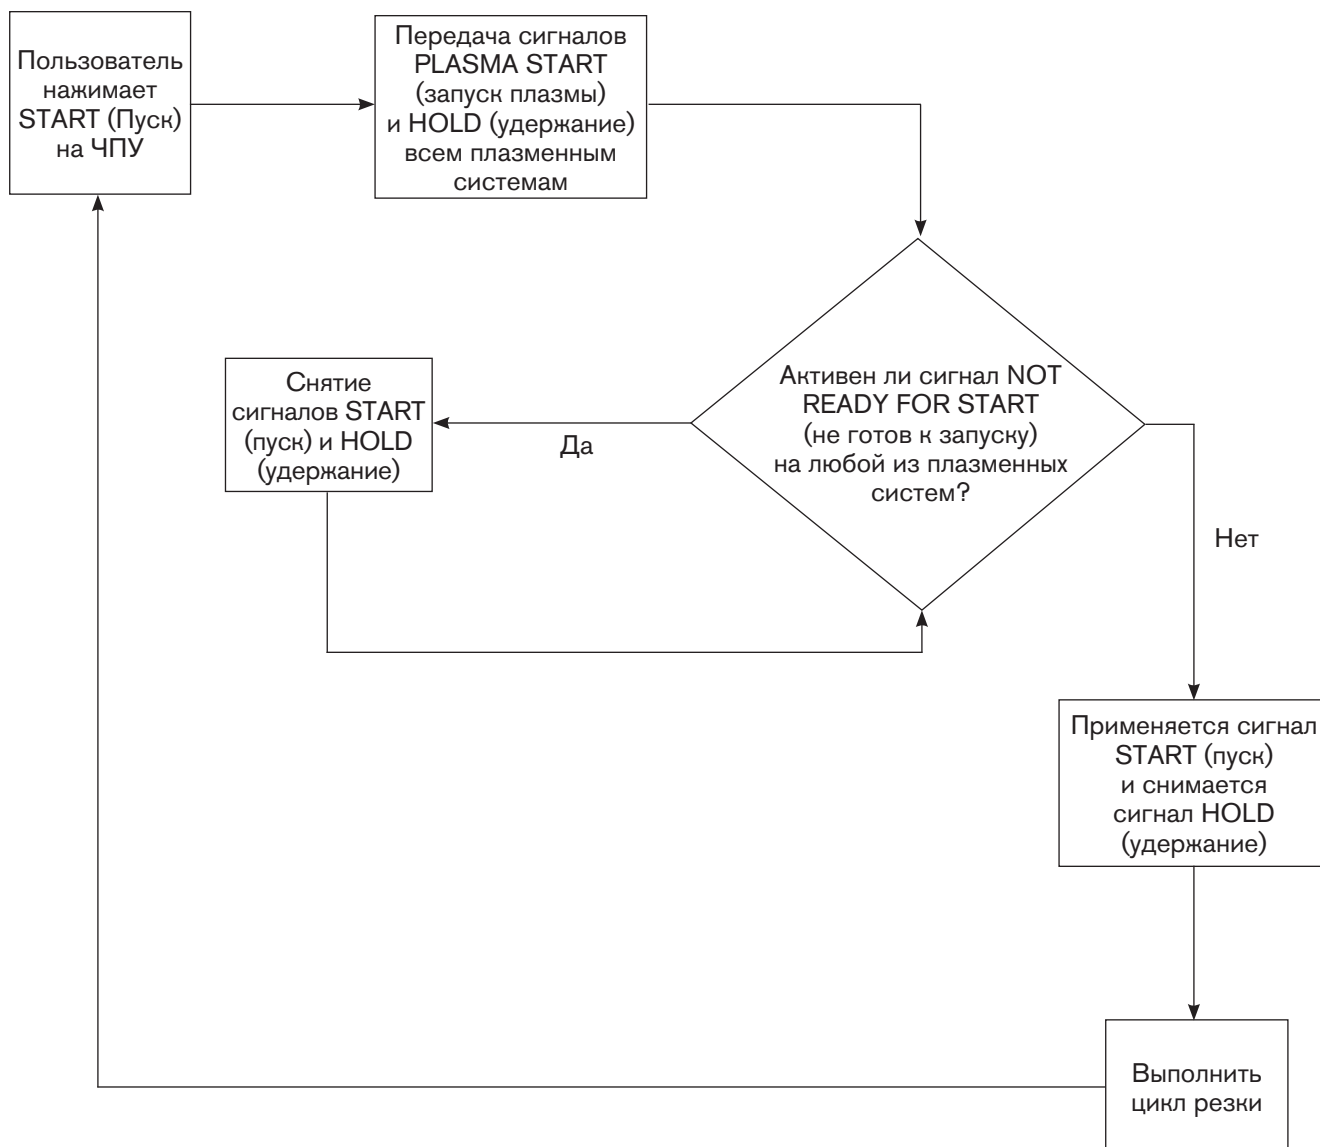 Пользователь
нажимает
START (Пуск)
на ЧПУ
Передача сигналов
PLASMA START
(запуск плазмы)
и HOLD (удержание)
всем плазменным
системам
Активен ли сигнал NOT
READY FOR START
(не готов к запуску)
на любой из плазменных
систем?
Снятие
сигналов START
(пуск) и HOLD
(удержание)
Да
Нет
Применяется сигнал
START (пуск)
и снимается
сигнал HOLD
(удержание)
Выполнить
цикл резки